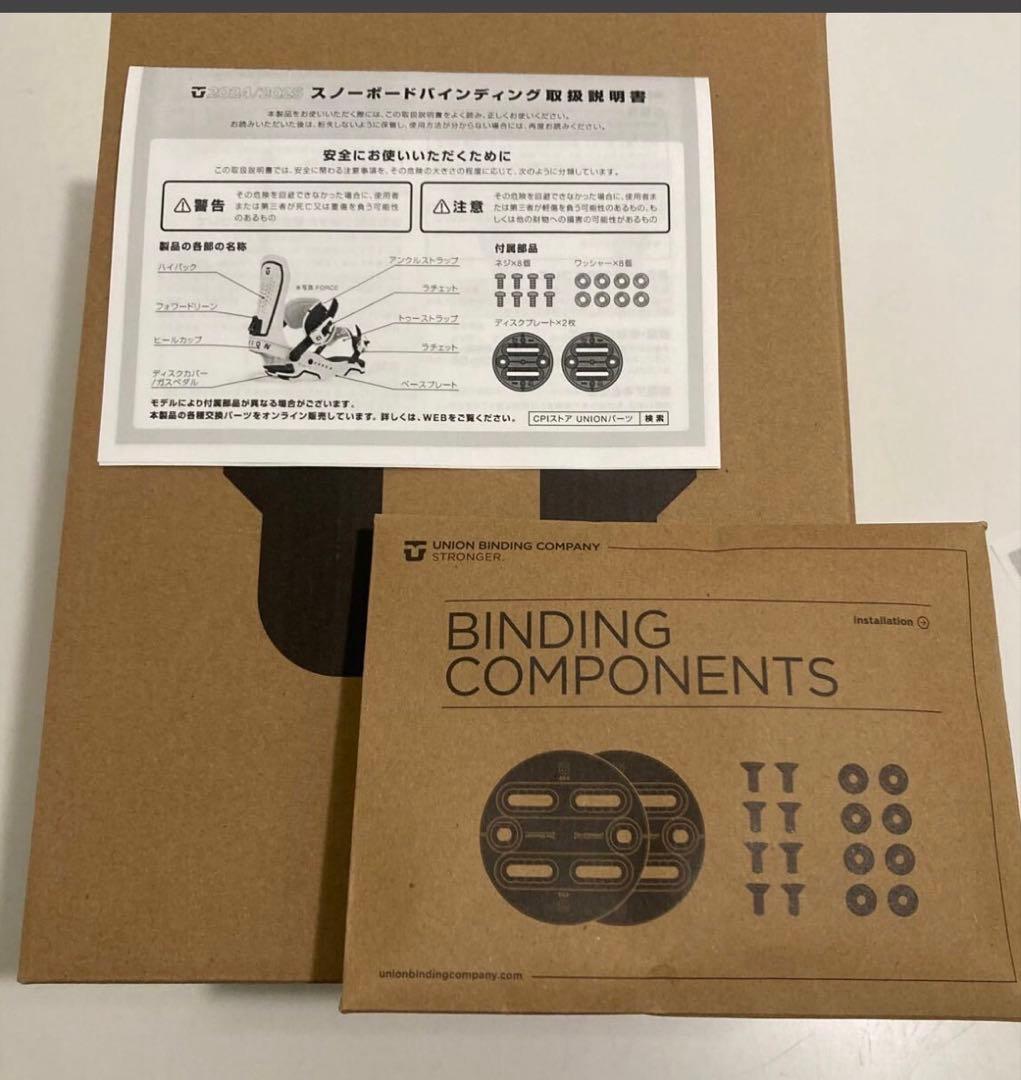 2024/2025 スノーボードバインディング取扱説明書
本製品をお使いいただく際には、この取扱説明書をよく読み、正しくお使いください。
お読みいただいた後は、紛失しないように保管し、使用方法が分からない場合には、再度お読みください。
安全にお使いいただくために
この取扱説明書では、安全に関わる注意事項を、その危険の大きさの程度に応じて、次のように分類しています。
警告
その危険を回避できなかった場合に、使用者
または第三者が死亡又は重傷を負う可能性
のあるもの
注意
その危険を回避できなかった場合に、使用者ま
たは第三者が軽傷を負う可能性のあるもの、も
しくは他の財物への損害の可能性があるもの
製品の各部の名称
ハイバック
フォワードリーン
ヒールカップ
ディスクカバー
/ガスペダル
※写真 FORCE
アンクルストラップ
ラチェット
トゥーストラップ
ラチェット
ベースプレート
付属部品
ネジ×8個
ワッシャー×8個
ディスクプレート×2枚
モデルにより付属部品が異なる場合がございます。
本製品の各種交換パーツをオンライン販売しています。詳しくは、WEBをご覧ください。
CPIストア UNIONパーツ 検索
UNION BINDING COMPANY
STRONGER.
Installation
BINDING
COMPONENTS
unionbindingcompany.com